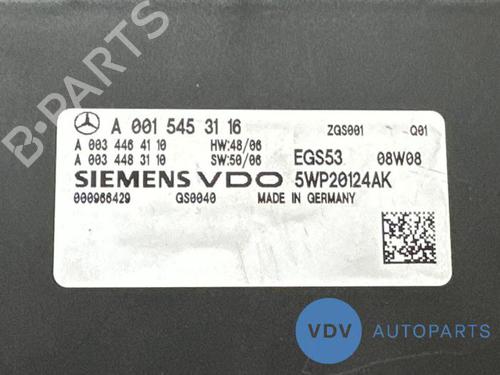 A 001 545 31 16
ZGS001 Q01
A 003 446 41 10 HW:48/06
A 003 448 31 10 SW:50/06 EGS53 08W08
SIEMENS VDO 5WP20124AK
000966429 GS0040 MADE IN GERMANY
VDV AUTOPARTS